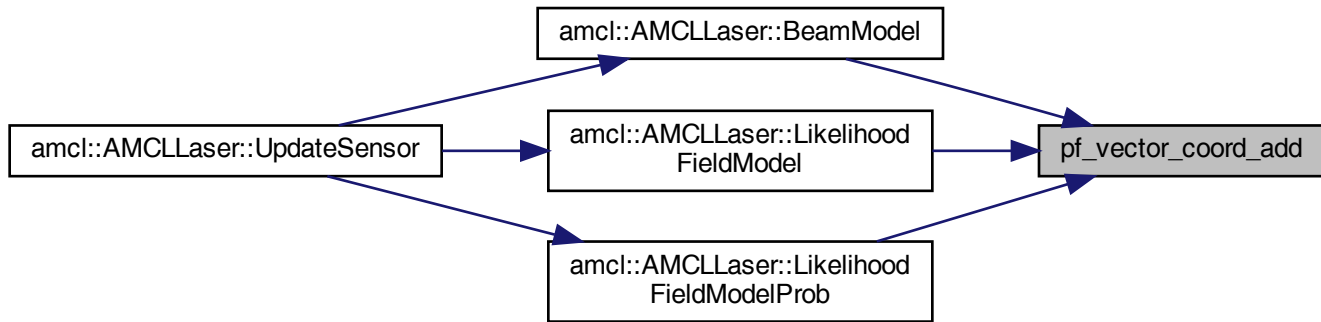 amcl::AMCLLaser::BeamModel
amcl::AMCLLaser::UpdateSensor
amcl::AMCLLaser::Likelihood
FieldModel
pf_vector_coord_add
amcl::AMCLLaser::Likelihood
FieldModelProb